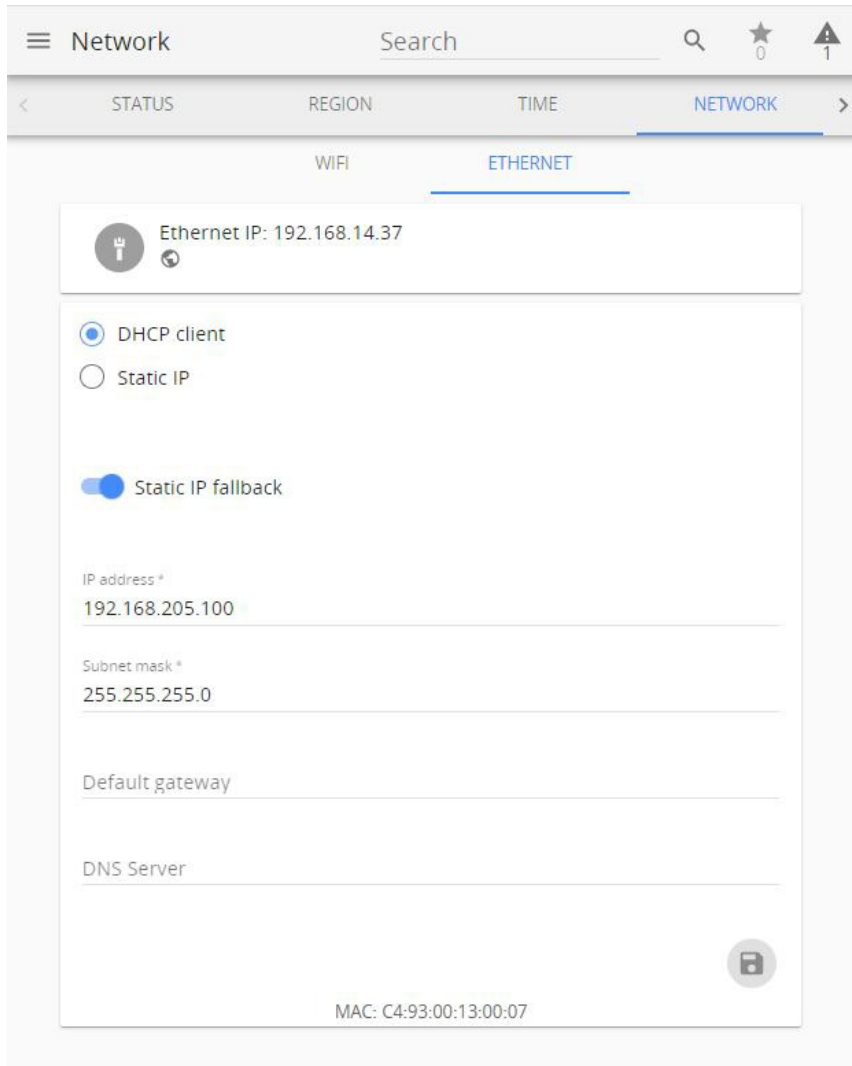 Network Search 0 1
STATUS REGION TIME NETWORK
WIFI ETHERNET
Ethernet IP: 192.168.14.37
DHCP client
Static IP
Static IP fallback
IP address *
192.168.205.100
Subnet mask *
255.255.255.0
Default gateway
DNS Server
MAC: C4:93:00:13:00:07